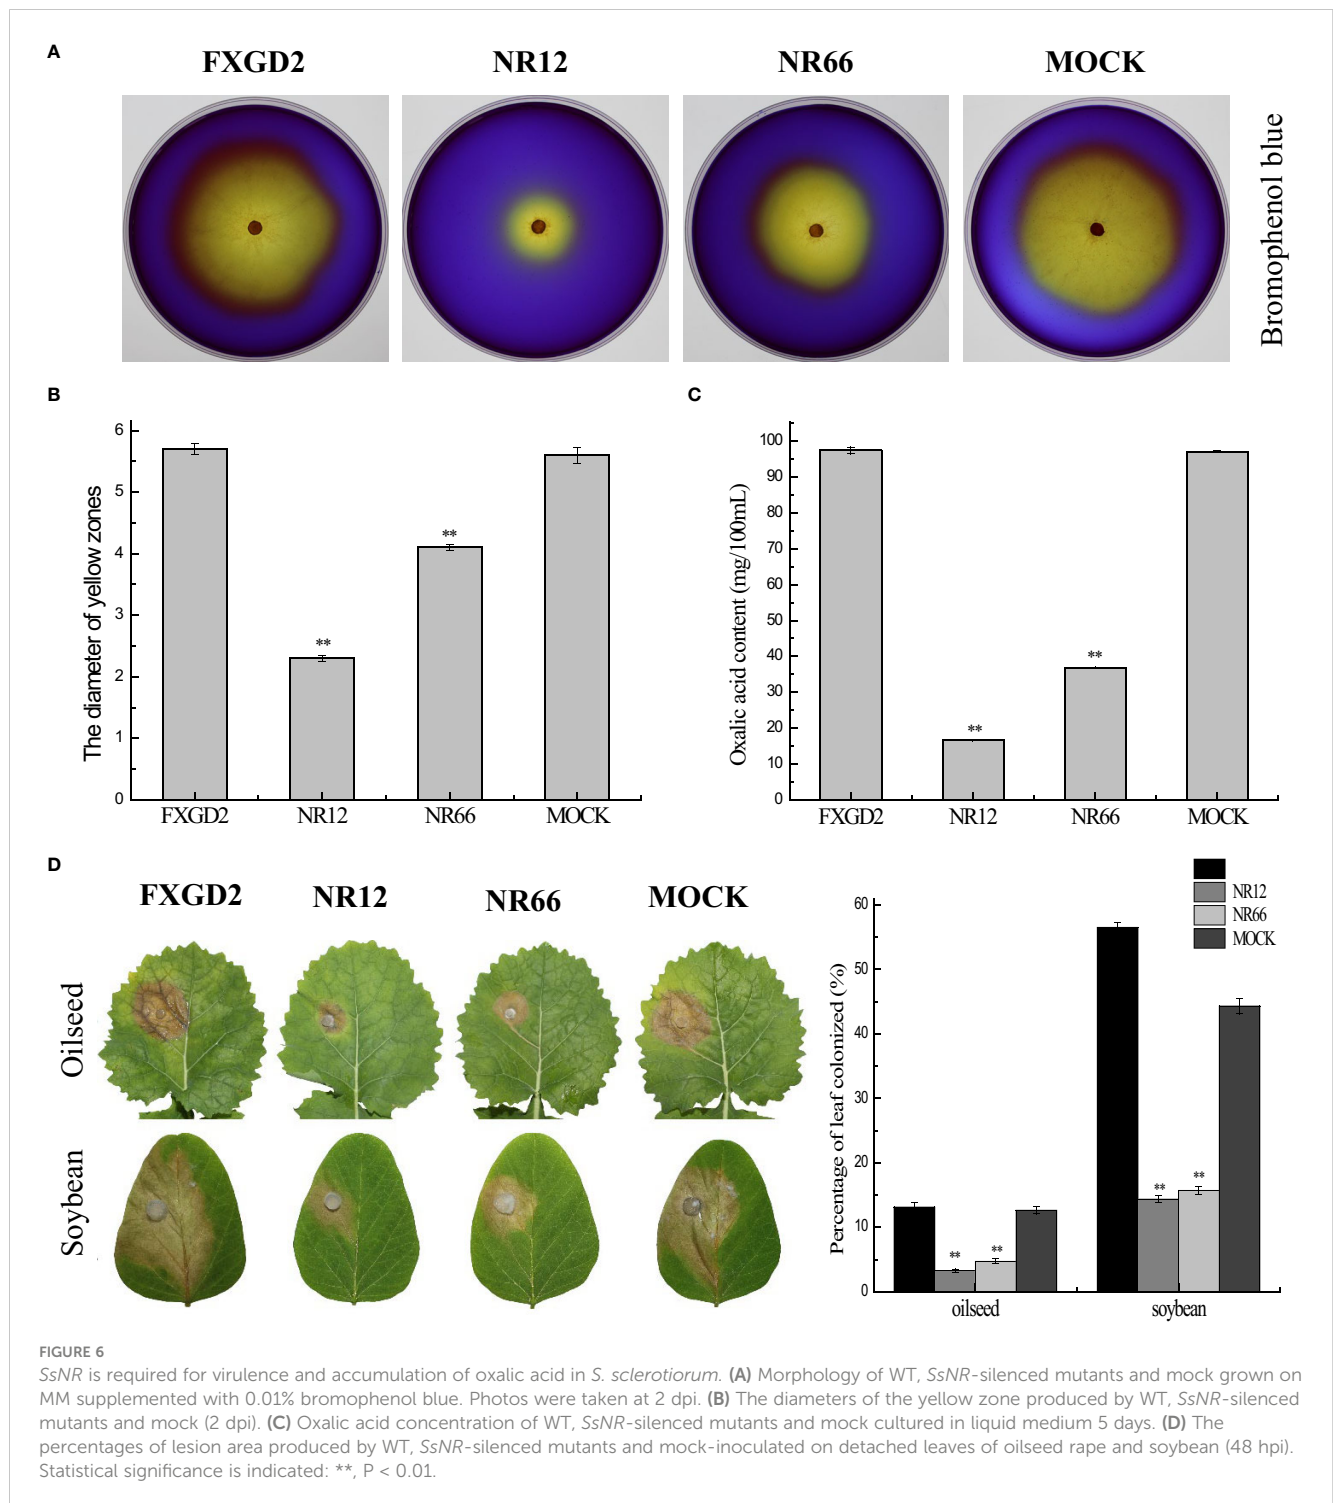 A
FXGD2 NR12 NR66 MOCK
Bromophenol blue
B
The diameter of yellow zones
6
5
4
3
2
1
0
** **
FXGD2 NR12 NR66 MOCK
C
Oxalic acid content (mg/100mL)
100
90
80
70
60
50
40
30
20
10
0
** **
FXGD2 NR12 NR66 MOCK
D
FXGD2 NR12 NR66 MOCK
Oilseed
Soybean
Percentage of leaf colonized (%)
60
50
40
30
20
10
0
NR12
NR66
MOCK
** ** ** **
oilseed soybean
FIGURE 6
SsNR is required for virulence and accumulation of oxalic acid in S. sclerotiorum. (A) Morphology of WT, SsNR-silenced mutants and mock grown on
MM supplemented with 0.01% bromophenol blue. Photos were taken at 2 dpi. (B) The diameters of the yellow zone produced by WT, SsNR-silenced
mutants and mock (2 dpi). (C) Oxalic acid concentration of WT, SsNR-silenced mutants and mock cultured in liquid medium 5 days. (D) The
percentages of lesion area produced by WT, SsNR-silenced mutants and mock-inoculated on detached leaves of oilseed rape and soybean (48 hpi).
Statistical significance is indicated: **, P < 0.01.